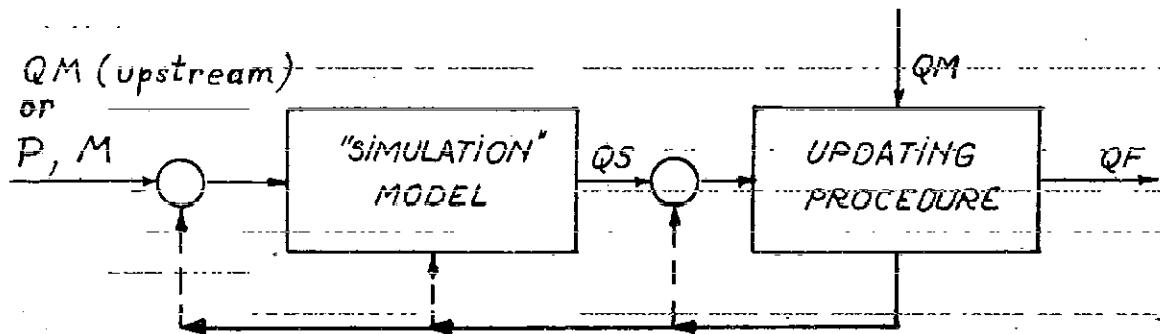 QM (upstream)
or
P, M
"SIMULATION"
MODEL
QS
UPDATING
PROCEDURE
QM
QF